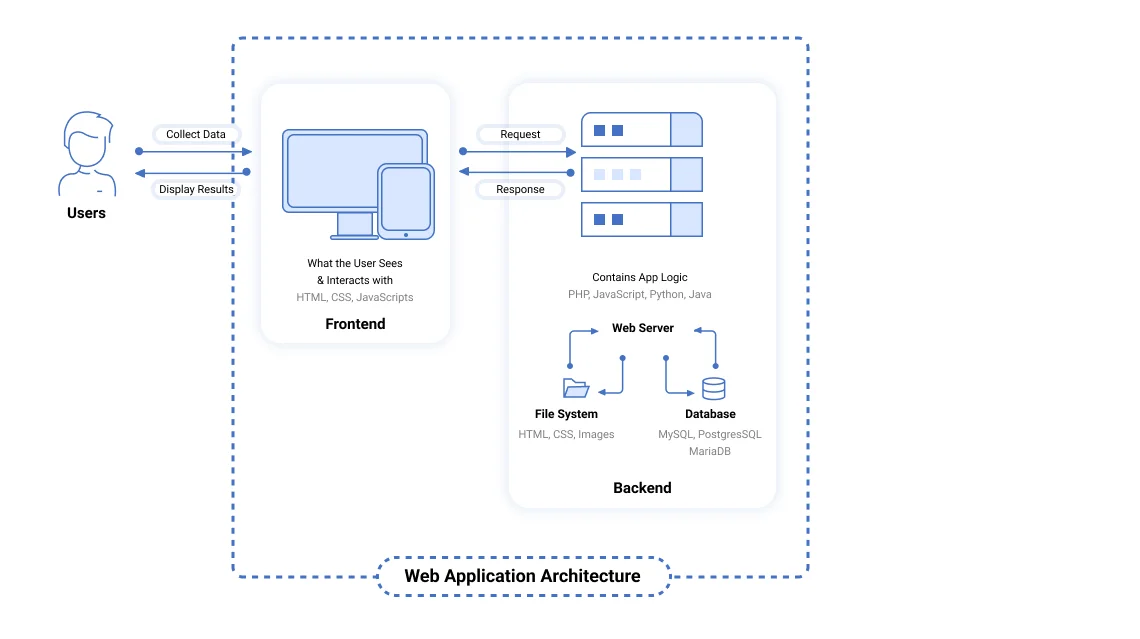 Collect Data
Display Results
Users
What the User Sees
& Interacts with
HTML, CSS, JavaScripts
Frontend
Request
Response
Contains App Logic
PHP, JavaScript, Python, Java
Web Server
File System
HTML, CSS, Images
Database
MySQL, PostgresSQL
MariaDB
Backend
Web Application Architecture